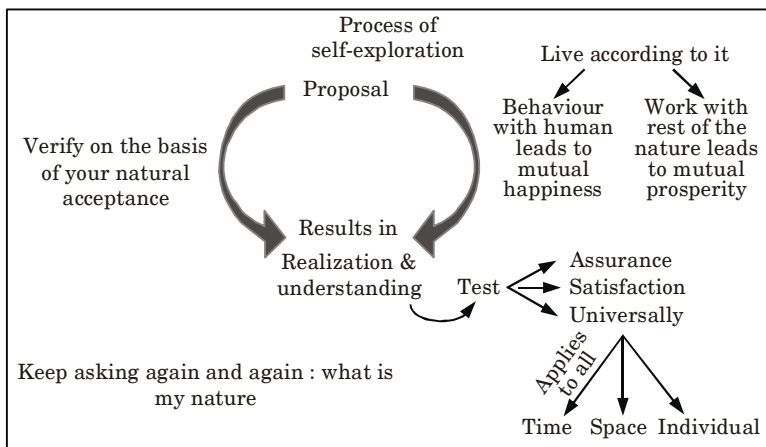 Process of
self-exploration
Proposal
Live according to it
Behaviour
with human
leads to
mutual
happiness
Work with
rest of the
nature leads
to mutual
prosperity
Verify on the basis
of your natural
acceptance
Results in
Realization &
understanding
Test
Assurance
Satisfaction
Universally
Applies
to all
Time Space Individual
Keep asking again and again : what is
my nature